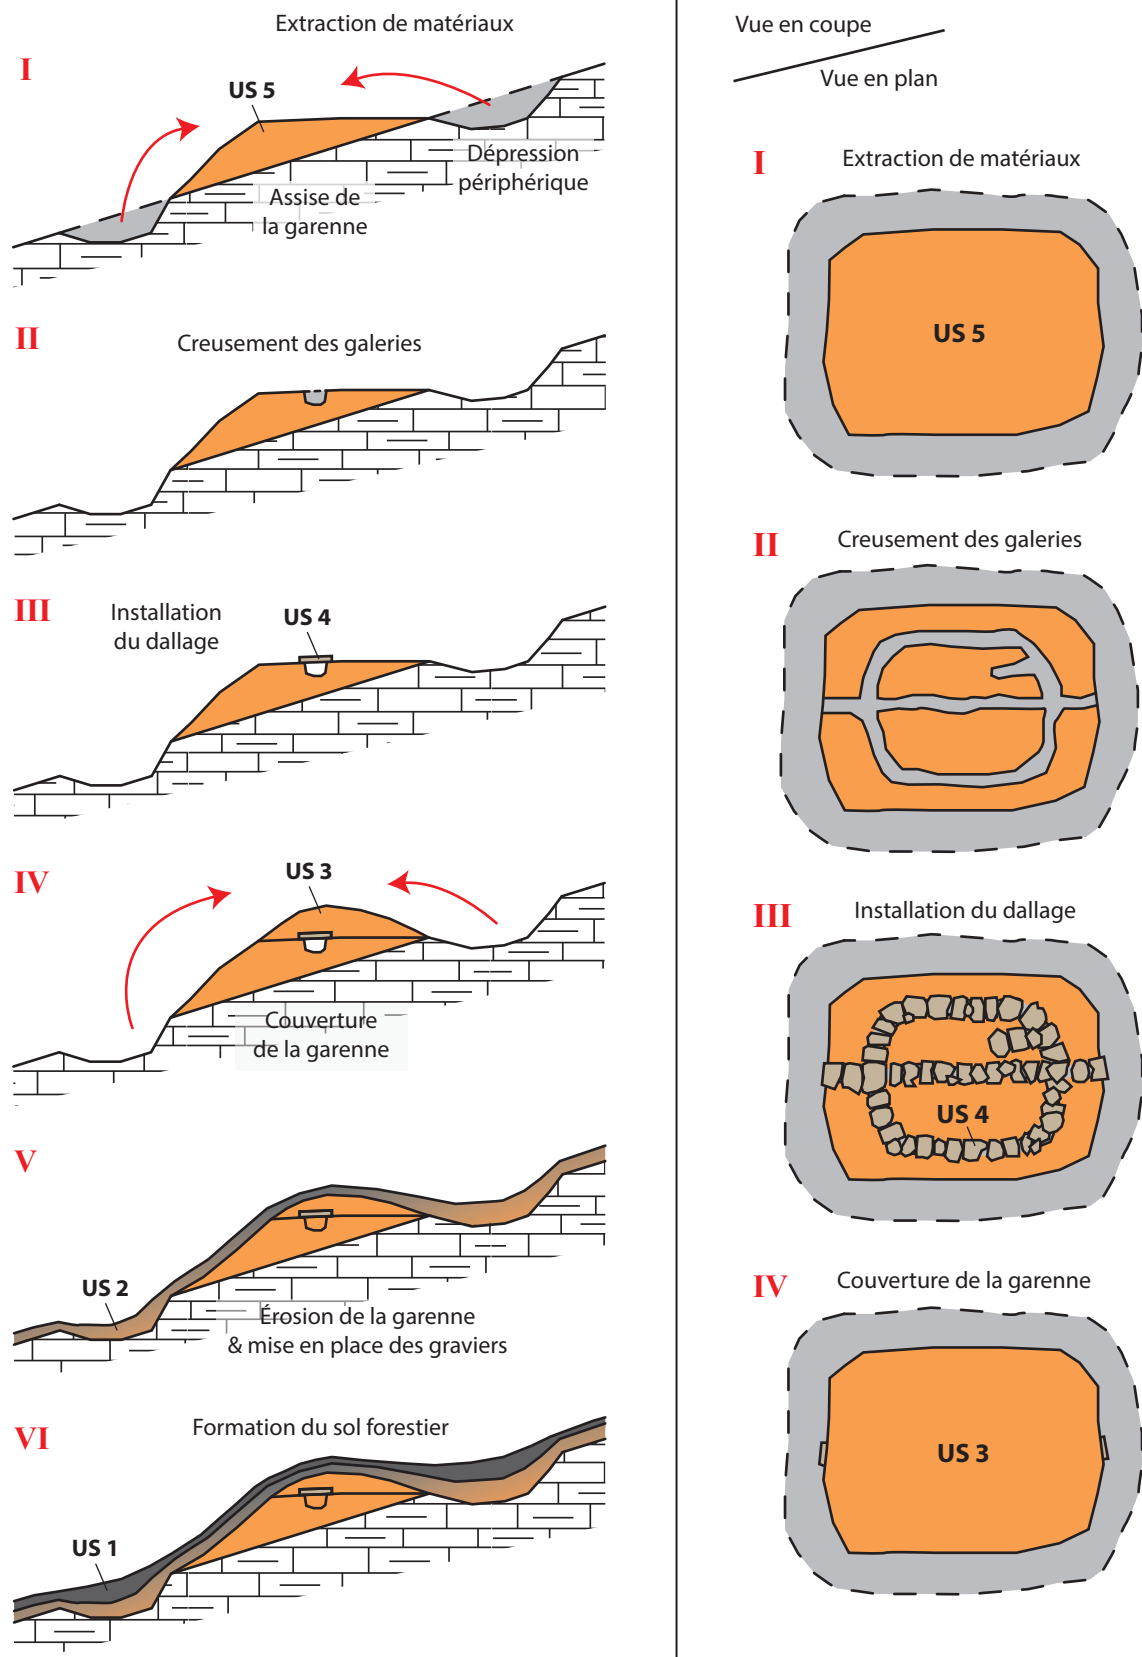 Extraction de matériaux
I
US 5
Dépression
périphérique
Assise de
la garenne
II
Creusement des galeries
III
Installation
du dallage
US 4
IV
US 3
Couverture
de la garenne
V
US 2
Érosion de la garenne
& mise en place des graviers
VI
Formation du sol forestier
US 1
Vue en coupe
Vue en plan
I
Extraction de matériaux
US 5
II
Creusement des galeries
III
Installation du dallage
US 4
IV
Couverture de la garenne
US 3